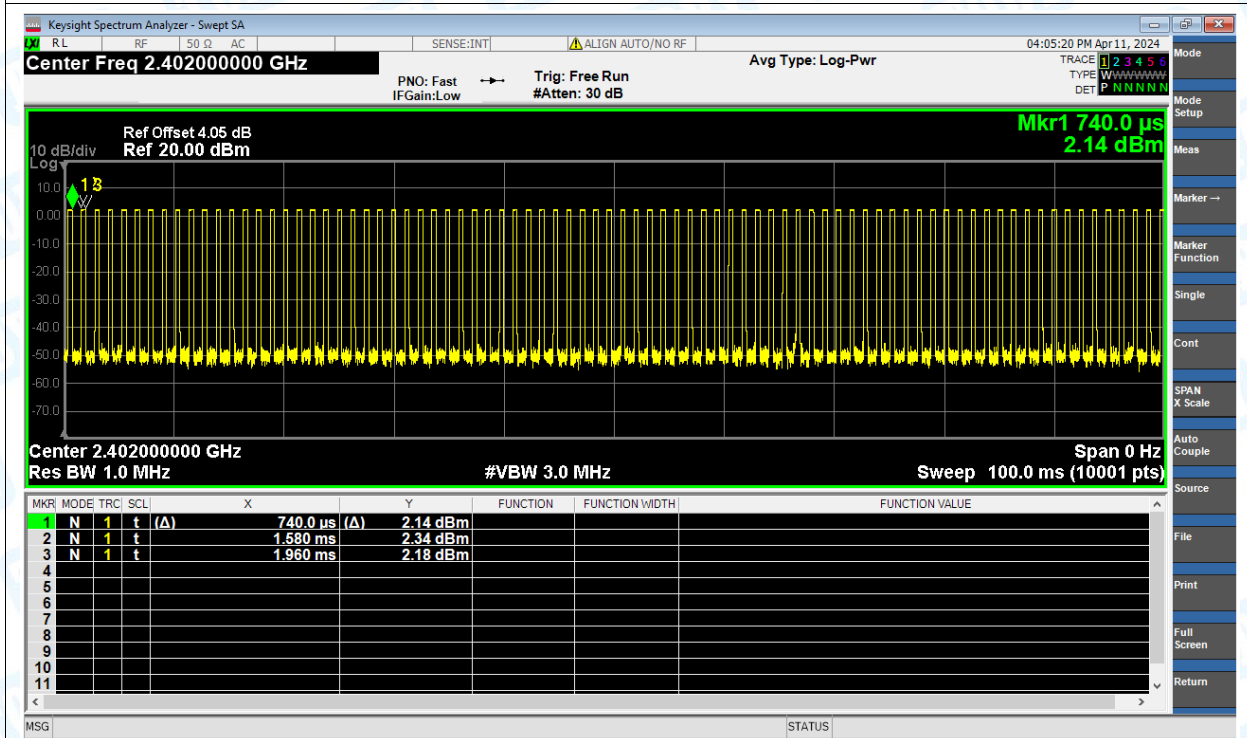 Keysight Spectrum Analyzer - Swept SA
LXI RL RF 50 Ω AC SENSE:INT ALIGN AUTO/NO RF 04:05:20 PM Apr 11, 2024
Center Freq 2.402000000 GHz
PNO: Fast
IFGain:Low
Trig: Free Run
#Atten: 30 dB
Avg Type: Log-Pwr
TRACE 1 2 3 4 5 6
TYPE WWWWWW
DET P N N N N N
Mkr1 740.0 µs
2.14 dBm
Ref Offset 4.05 dB
10 dB/div Ref 20.00 dBm
Log
10.0
0.00
-10.0
-20.0
-30.0
-40.0
-50.0
-60.0
-70.0
1 3
Center 2.402000000 GHz Span 0 Hz
Res BW 1.0 MHz #VBW 3.0 MHz Sweep 100.0 ms (10001 pts)
MKR MODE TRC SCL X Y FUNCTION FUNCTION WIDTH FUNCTION VALUE
1 N 1 t (Δ) 740.0 µs (Δ) 2.14 dBm
2 N 1 t 1.580 ms 2.34 dBm
3 N 1 t 1.960 ms 2.18 dBm
4
5
6
7
8
9
10
11
MSG STATUS
Mode
Mode
Setup
Meas
Marker →
Marker
Function
Single
Cont
SPAN
X Scale
Auto
Couple
Source
File
Print
Full
Screen
Return